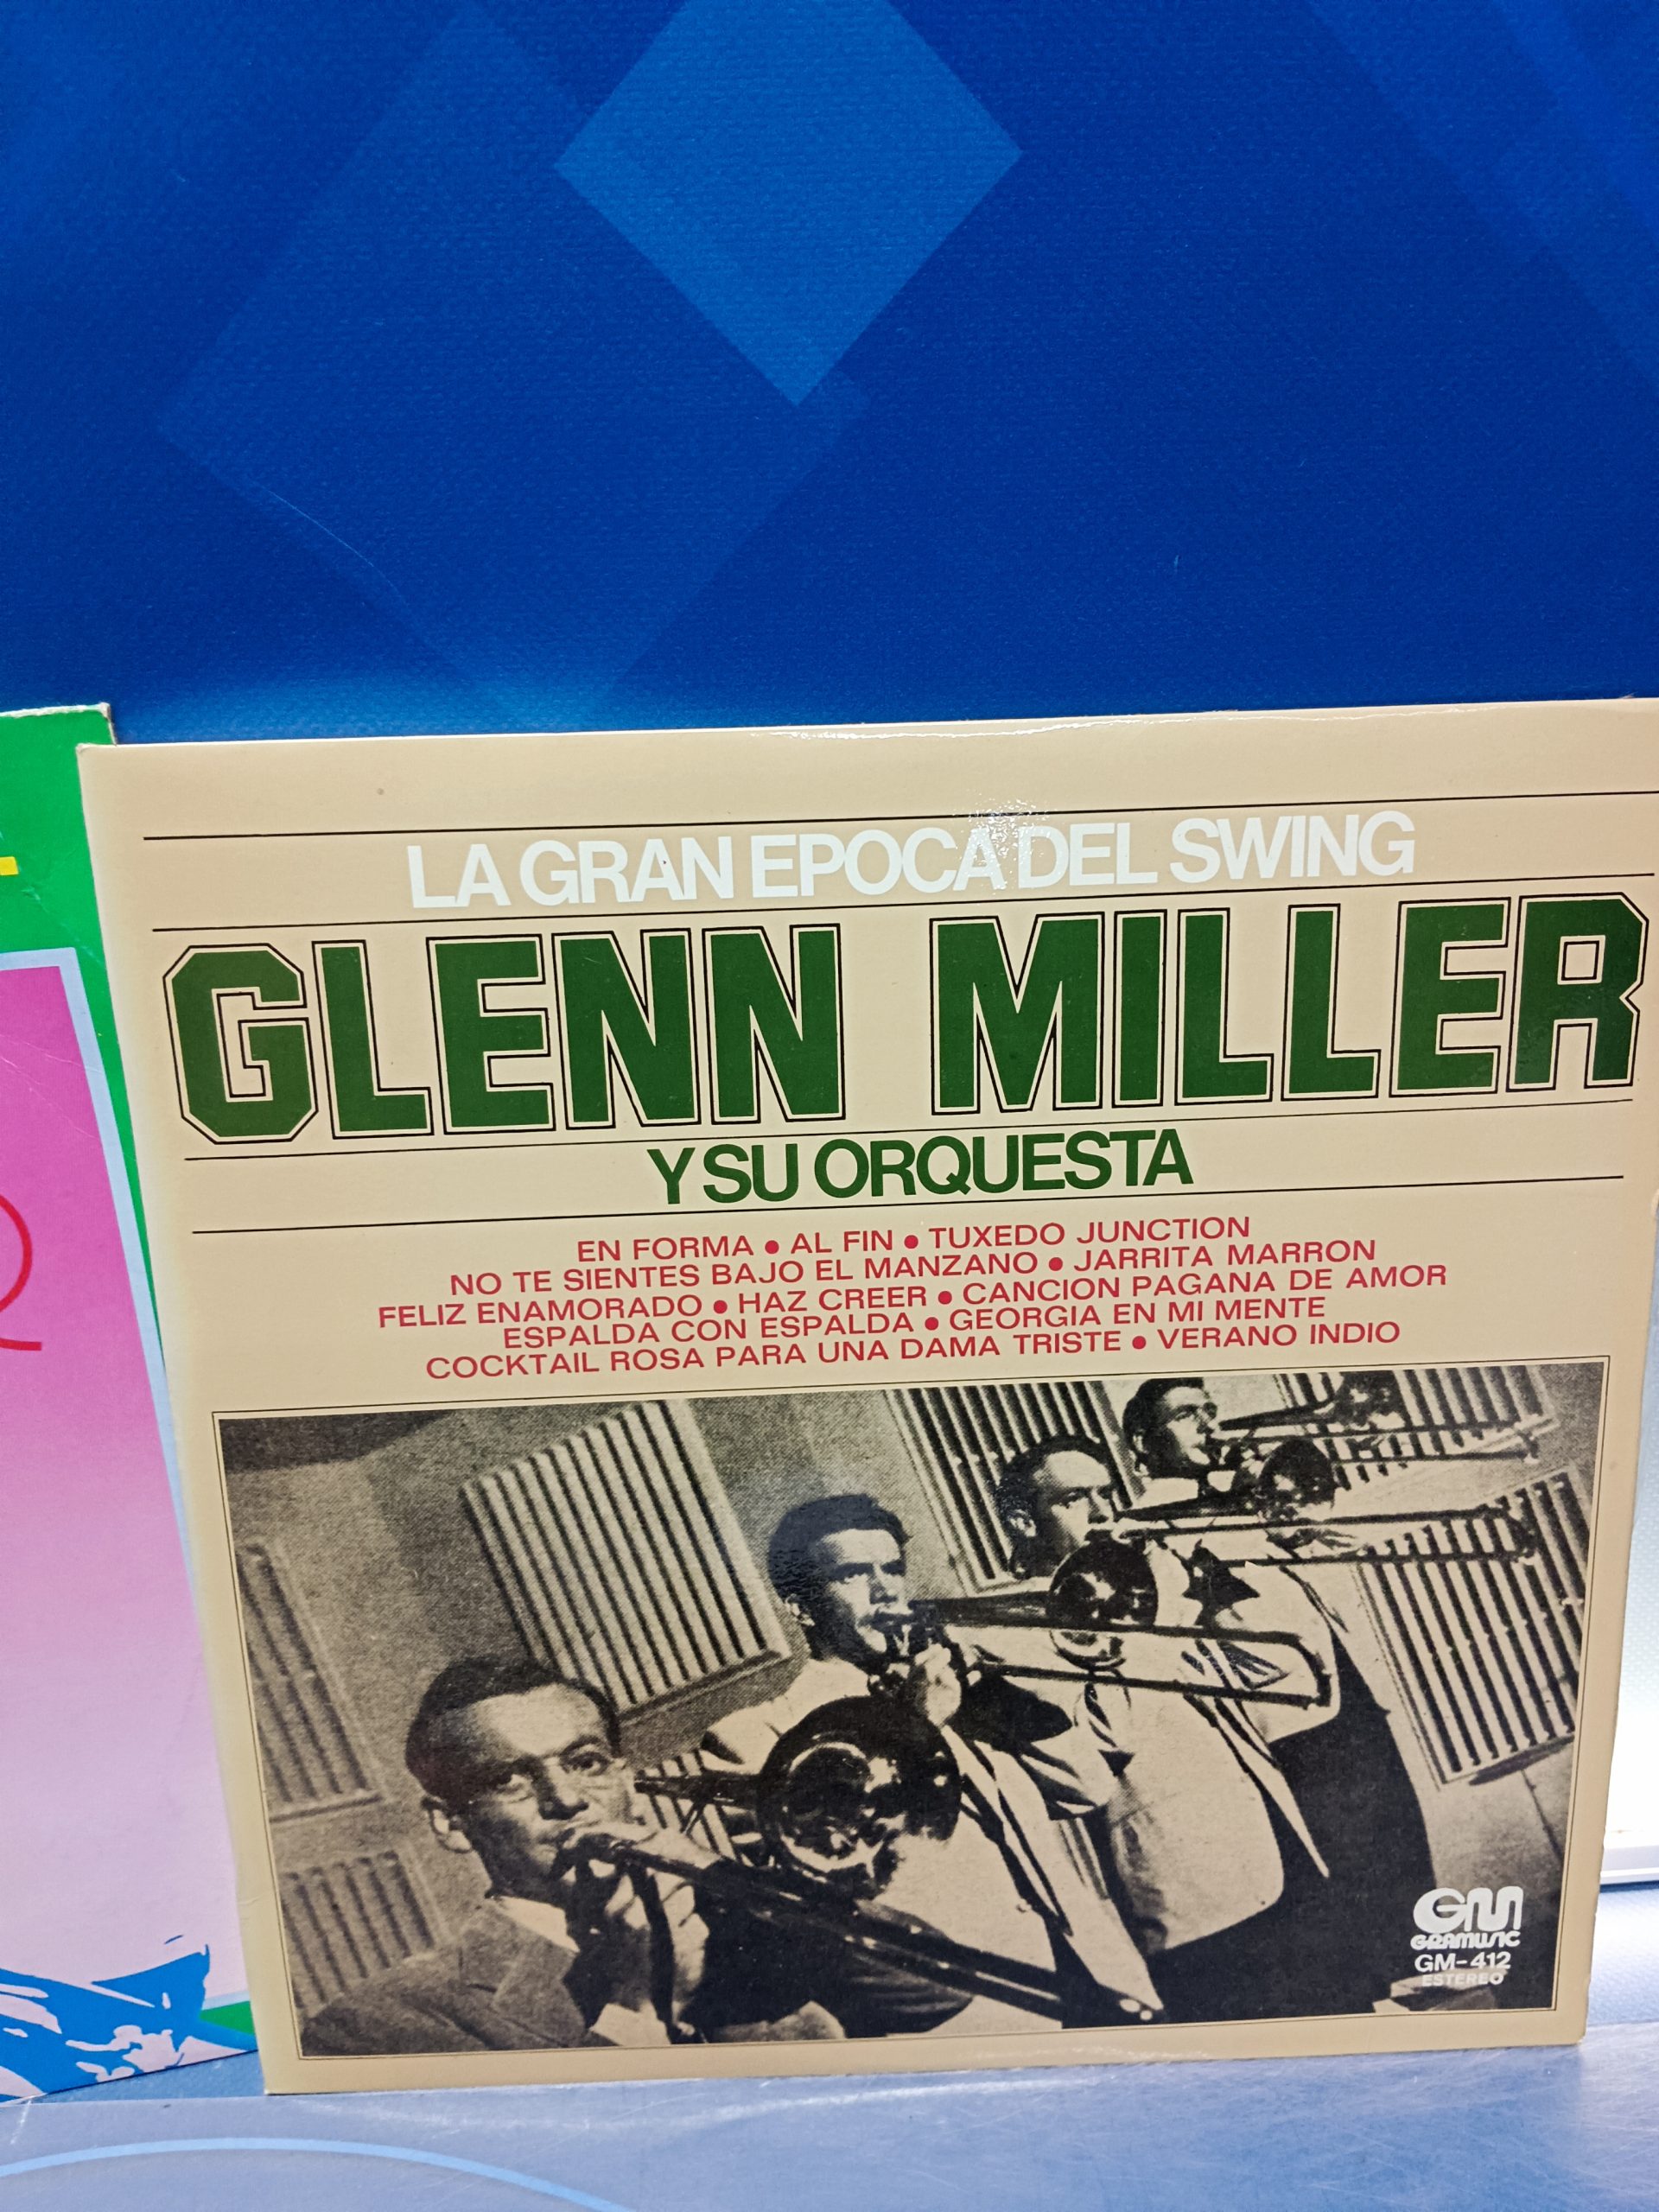 LA GRAN EPOCA DEL SWING
GLENN MILLER
Y SU ORQUESTA
EN FORMA • AL FIN • TUXEDO JUNCTION
NO TE SIENTES BAJO EL MANZANO • JARRITA MARRON
FELIZ ENAMORADO • HAZ CREER • CANCION PAGANA DE AMOR
ESPALDA CON ESPALDA • GEORGIA EN MI MENTE
COCKTAIL ROSA PARA UNA DAMA TRISTE • VERANO INDIO
GM
GRAMUSIC
GM-412
ESTEREO